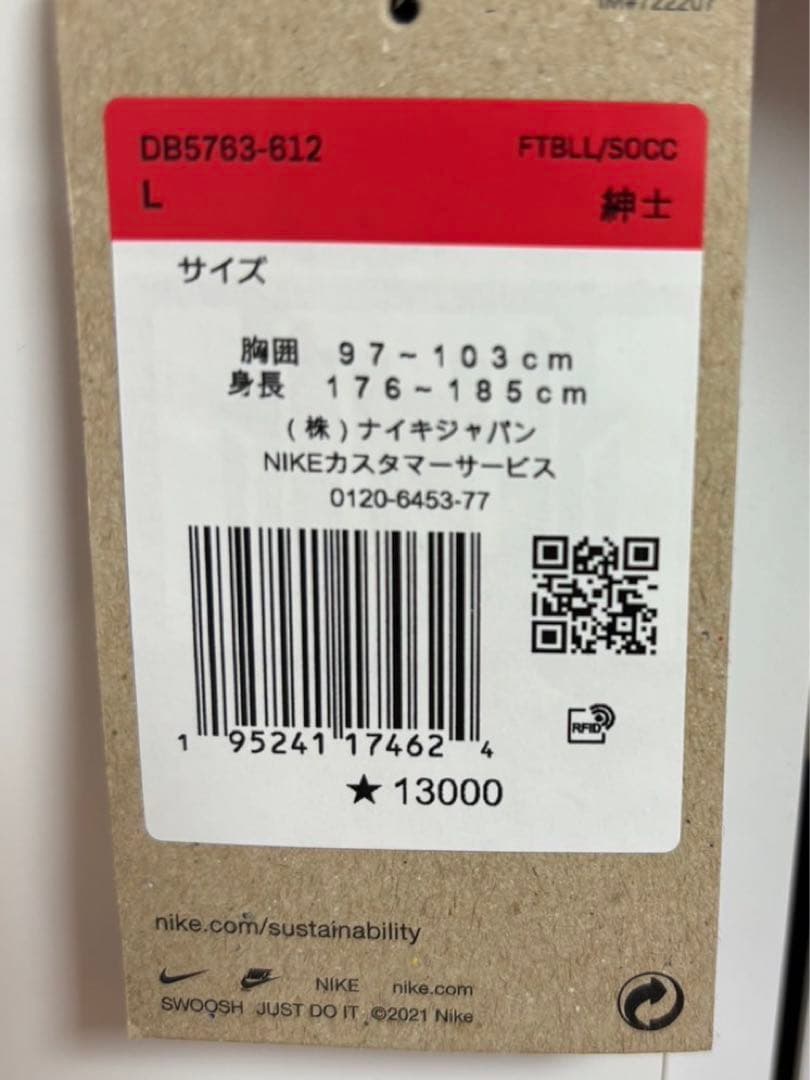 DB5763-612 FTBLL/SOCC
L 紳士
サイズ
胸囲 97~103cm
身長 176~185cm
(株)ナイキジャパン
NIKEカスタマーサービス
0120-6453-77
1 95241 17462 4
RFID
★ 13000
nike.com/sustainability
NIKE nike.com
SWOOSH JUST DO IT ©2021 Nike